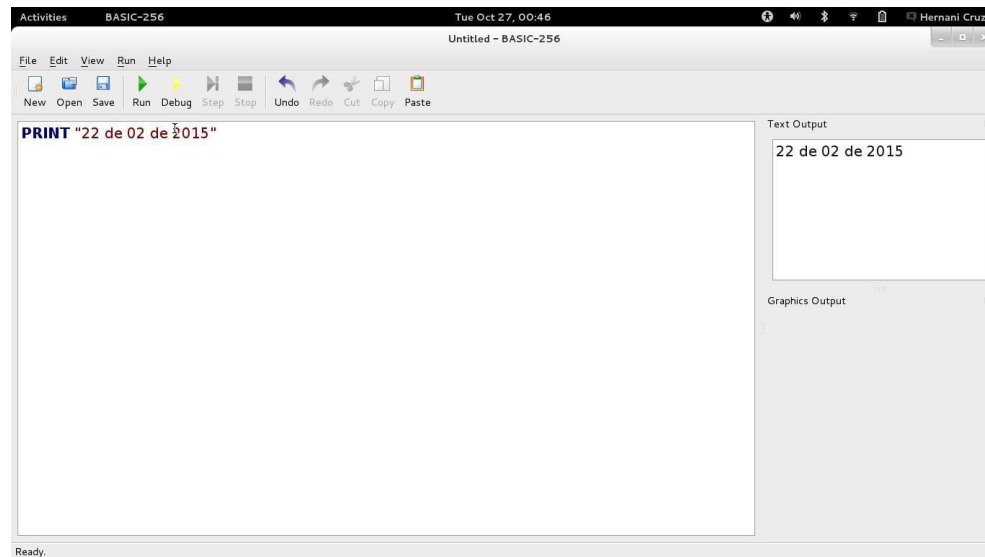 Activities BASIC-256 Tue Oct 27, 00:46 Hernani Cruz
Untitled – BASIC-256
File Edit View Run Help
New Open Save Run Debug Step Stop Undo Redo Cut Copy Paste
PRINT "22 de 02 de 2015"
Text Output
22 de 02 de 2015
Graphics Output
Ready.